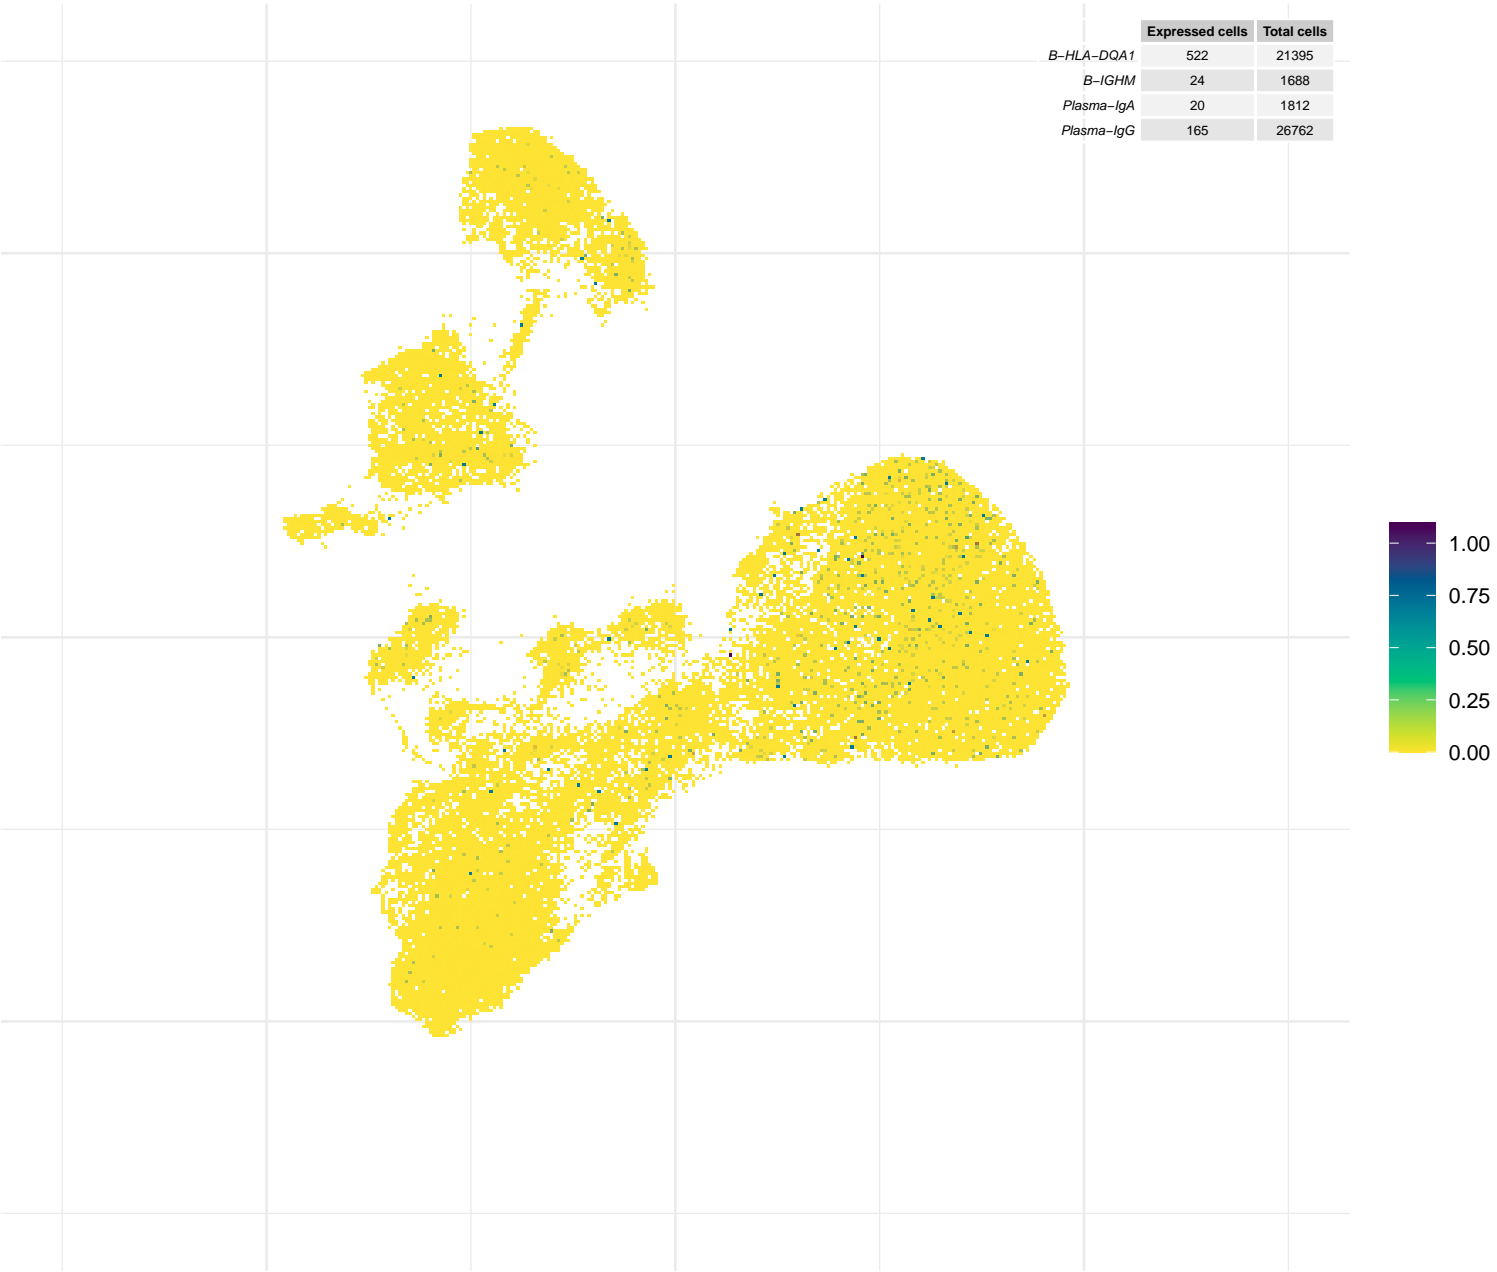 Expressed cells Total cells
B−HLA−DQA1 522 21395
B−IGHM 24 1688
Plasma−IgA 20 1812
Plasma−IgG 165 26762
1.00
0.75
0.50
0.25
0.00